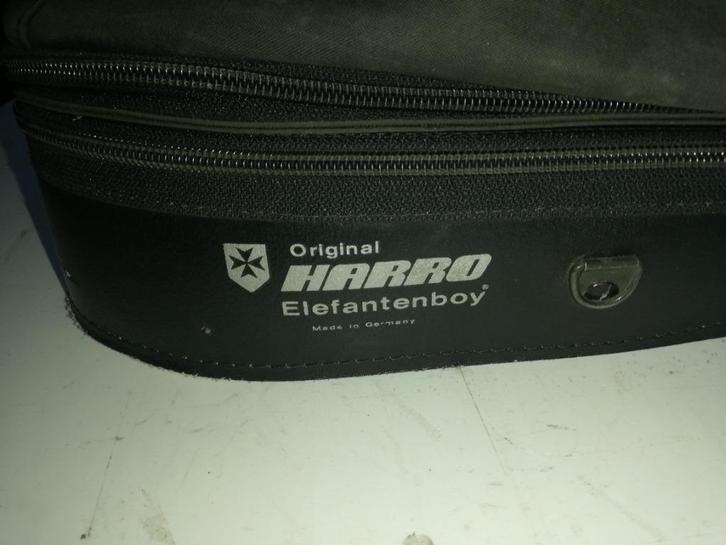 Original
HARRO
Elefantenboy®
Made in Germany